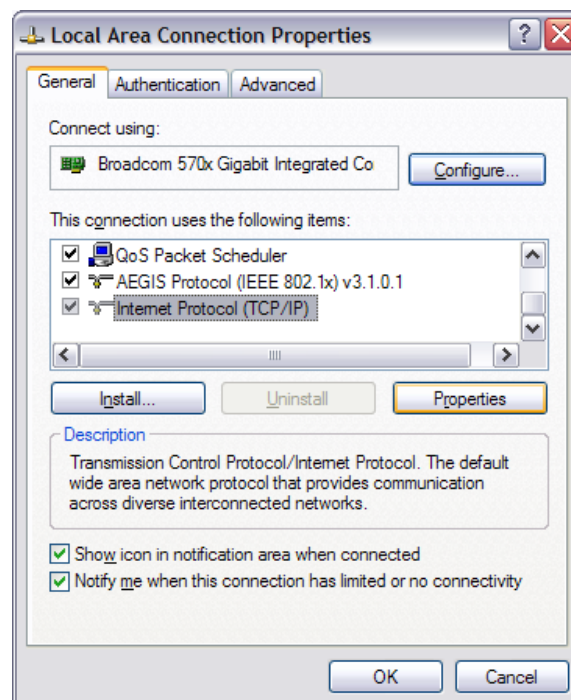 Local Area Connection Properties
General
Authentication
Advanced
Connect using:
Broadcom 570x Gigabit Integrated Co
Configure...
This connection uses the following items:
QoS Packet Scheduler
AEGIS Protocol (IEEE 802.1x) v3.1.0.1
Internet Protocol (TCP/IP)
Install...
Uninstall
Properties
Description
Transmission Control Protocol/Internet Protocol. The default
wide area network protocol that provides communication
across diverse interconnected networks.
Show icon in notification area when connected
Notify me when this connection has limited or no connectivity
OK
Cancel